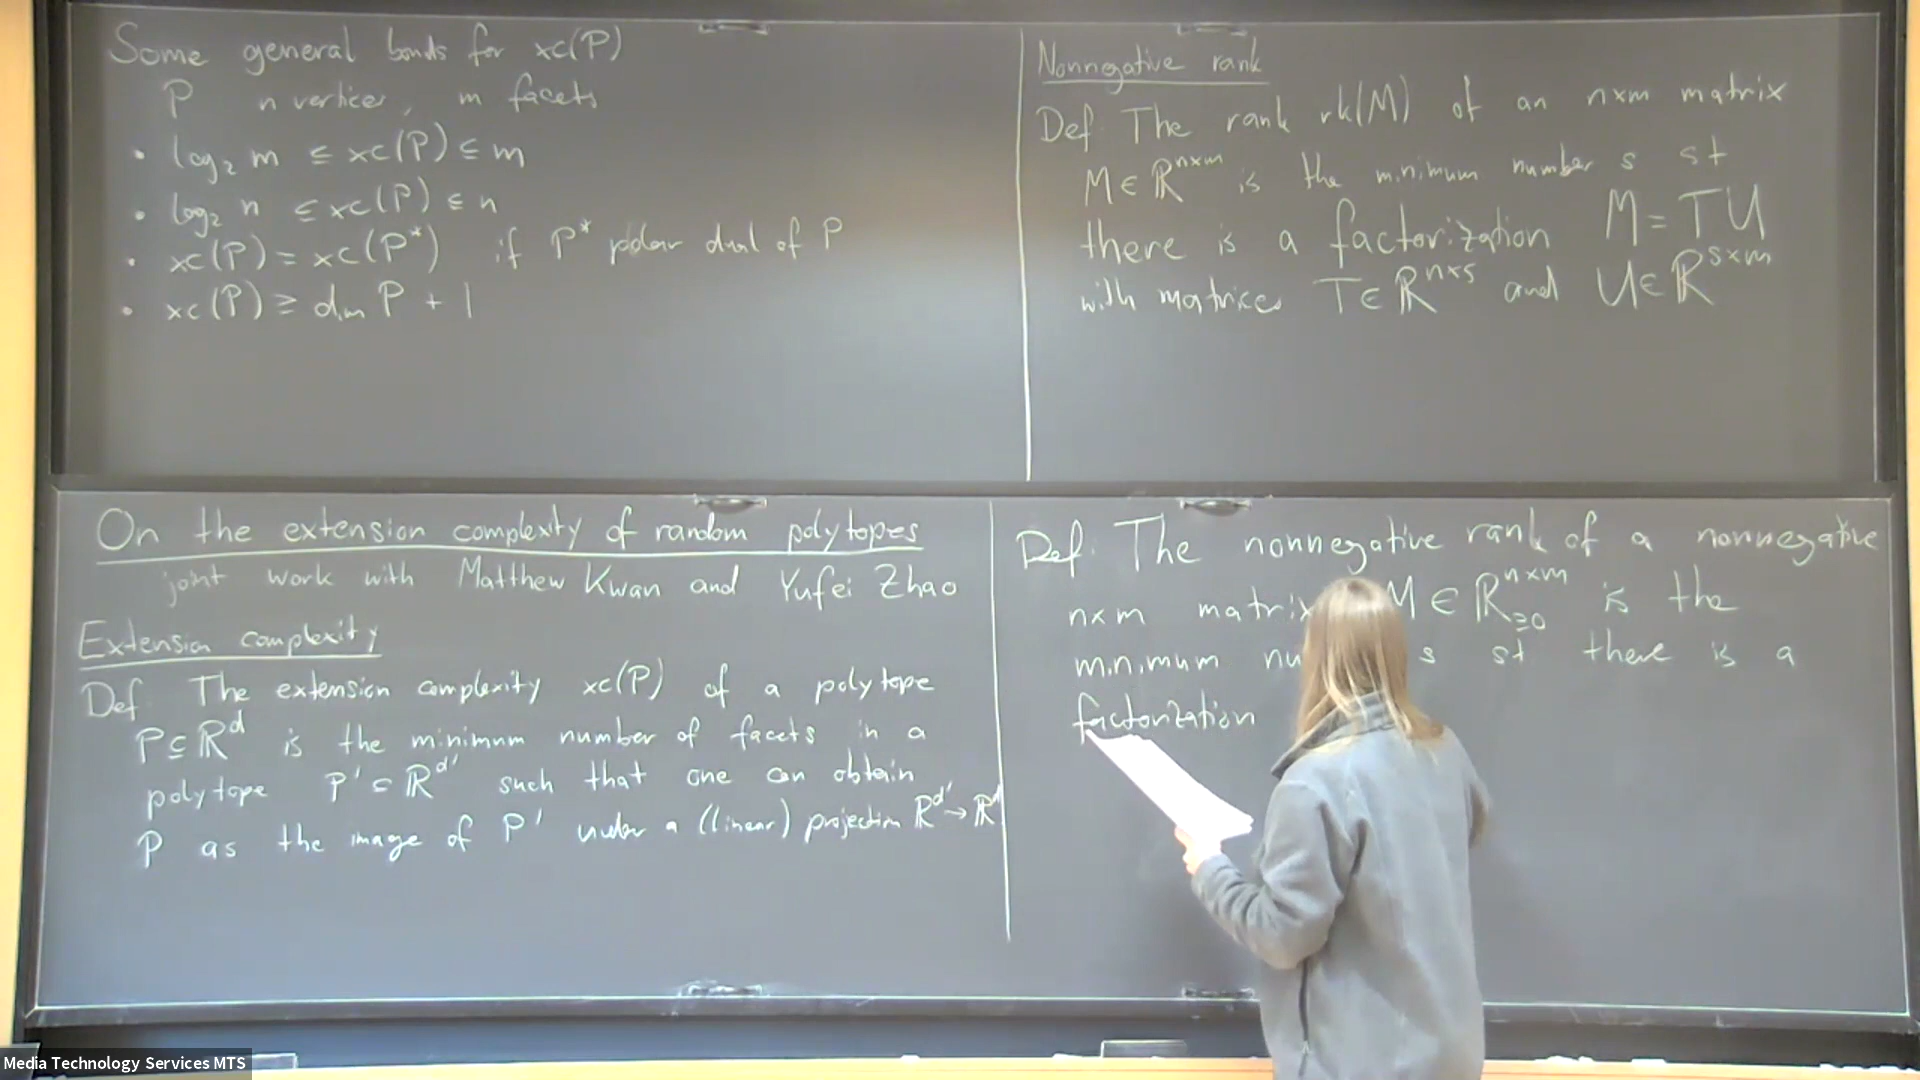 Some general bonds for xc(P)
P n vertices, m facets
• log₂ m ≤ xc(P) ≤ m
• log₂ n ≤ xc(P) ≤ n
• xc(P) = xc(P*) if P* polar dual of P
• xc(P) ≥ dim P + 1
Nonnegative rank
Def. The rank rk(M) of an n×m matrix
M ∈ ℝ^{n×m} is the minimum number s st
there is a factorization M = TU
with matrices T ∈ ℝ^{n×s} and U ∈ ℝ^{s×m}
On the extension complexity of random polytopes
joint work with Matthew Kwan and Yufei Zhao
Extension complexity
Def The extension complexity xc(P) of a polytope
P ⊆ ℝ^d is the minimum number of facets in a
polytope P' ⊂ ℝ^{d'} such that one can obtain
P as the image of P' under a (linear) projection ℝ^{d'} → ℝ^d
Def. The nonnegative rank of a nonnegative
n×m matrix M ∈ ℝ^{n×m}_{≥0} is the
minimum s st there is a
factorization
Media Technology Services MTS